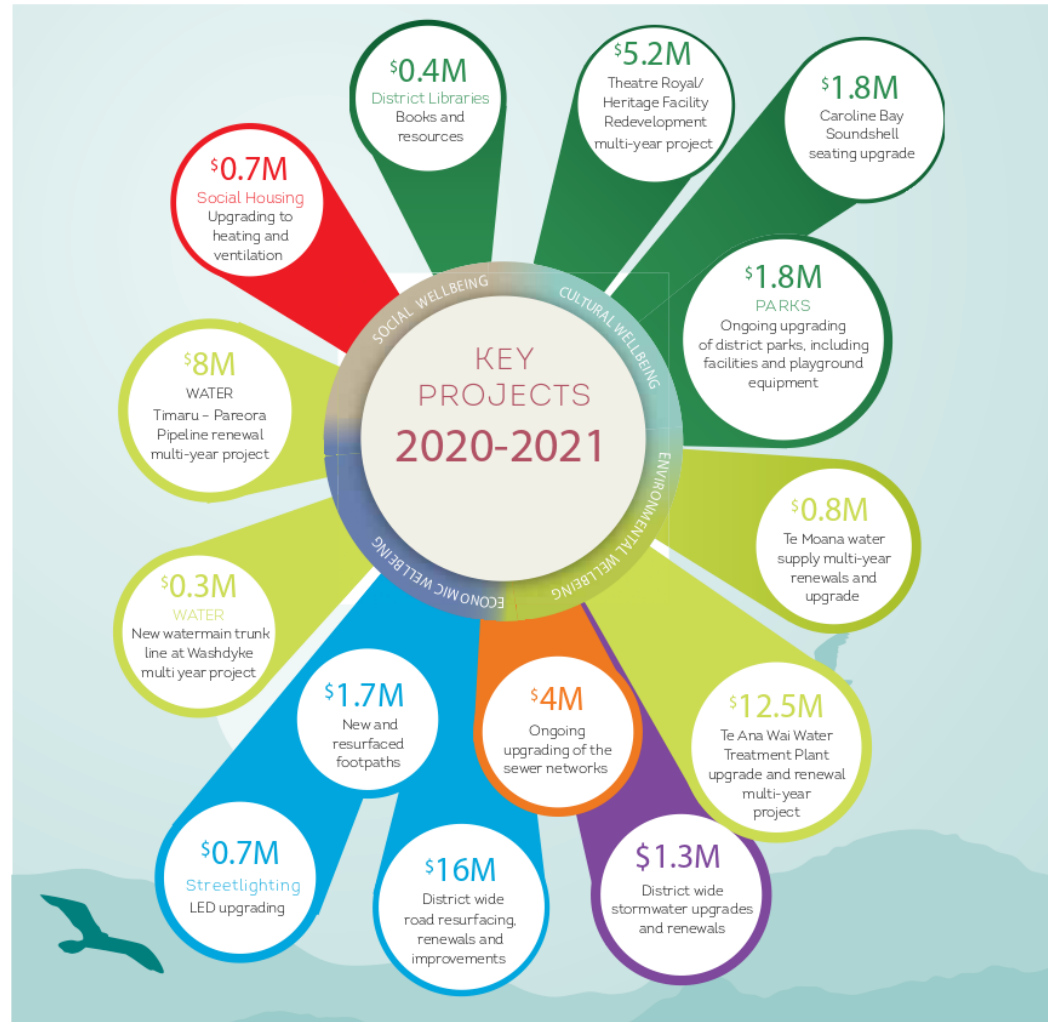 $0.4M
District Libraries
Books and
resources
$5.2M
Theatre Royal/
Heritage Facility
Redevelopment
multi-year project
$1.8M
Caroline Bay
Soundshell
seating upgrade
$0.7M
Social Housing
Upgrading to
heating and
ventilation
$1.8M
PARKS
Ongoing upgrading
of district parks, including
facilities and playground
equipment
SOCIAL WELLBEING
CULTURAL WELLBEING
ENVIRONMENTAL WELLBEING
ECONOMIC WELLBEING
KEY
PROJECTS
2020-2021
$8M
WATER
Timaru – Pareora
Pipeline renewal
multi-year project
$0.8M
Te Moana water
supply multi-year
renewals and
upgrade
$0.3M
WATER
New watermain trunk
line at Washdyke
multi year project
$1.7M
New and
resurfaced
footpaths
$4M
Ongoing
upgrading of the
sewer networks
$12.5M
Te Ana Wai Water
Treatment Plant
upgrade and renewal
multi-year
project
$0.7M
Streetlighting
LED upgrading
$16M
District wide
road resurfacing,
renewals and
improvements
$1.3M
District wide
stormwater upgrades
and renewals